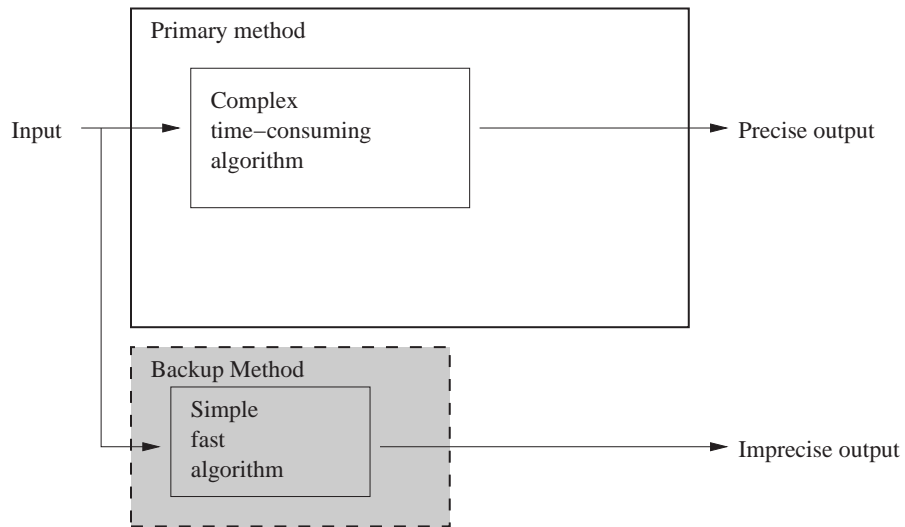 Primary method
Complex
time−consuming
algorithm
Input
Precise output
Backup Method
Simple
fast
algorithm
Imprecise output